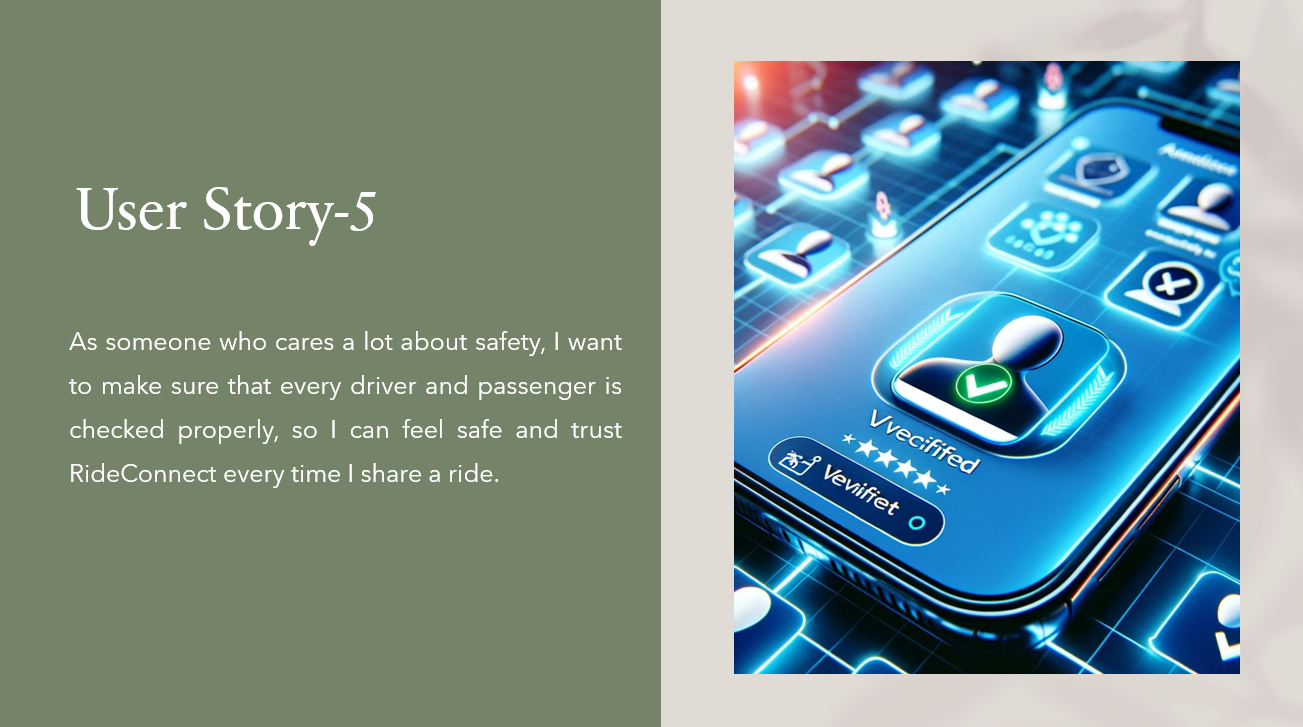 User Story-5
As someone who cares a lot about safety, I want
to make sure that every driver and passenger is
checked properly, so I can feel safe and trust
RideConnect every time I share a ride.
Vvecififed
Vevifiet